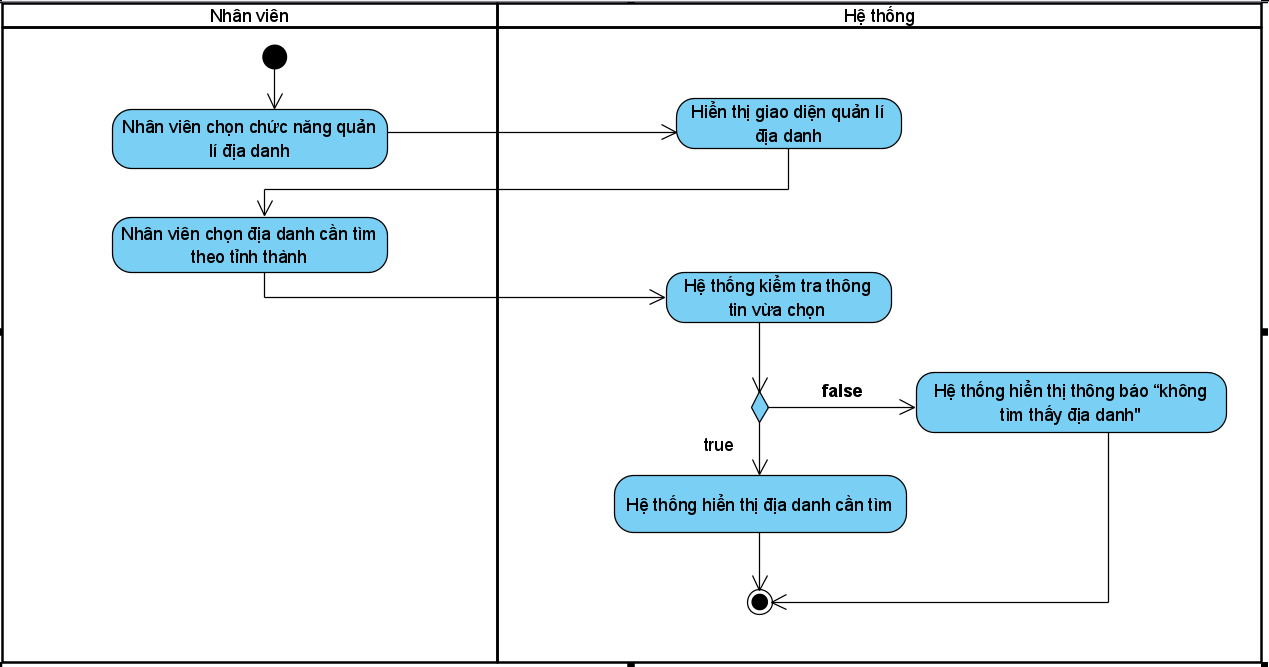 Nhân viên
Hệ thống
Nhân viên chọn chức năng quản
lí địa danh
Hiển thị giao diện quản lí
địa danh
Nhân viên chọn địa danh cần tìm
theo tỉnh thành
Hệ thống kiểm tra thông
tin vừa chọn
false
Hệ thống hiển thị thông báo “không
tìm thấy địa danh"
true
Hệ thống hiển thị địa danh cần tìm